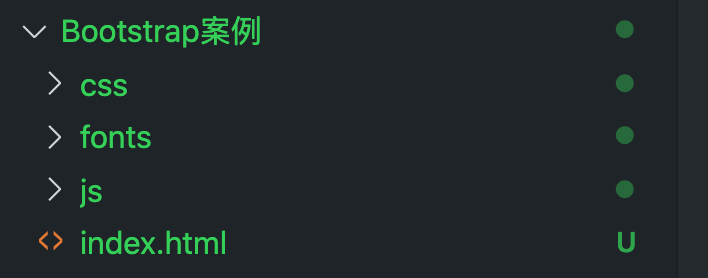 Bootstrap案例
css
fonts
js
index.html U